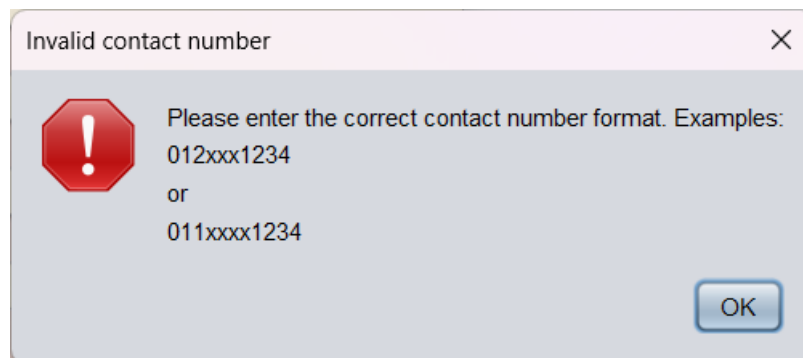 Invalid contact number
Please enter the correct contact number format. Examples:
012xxx1234
or
011xxxx1234
OK